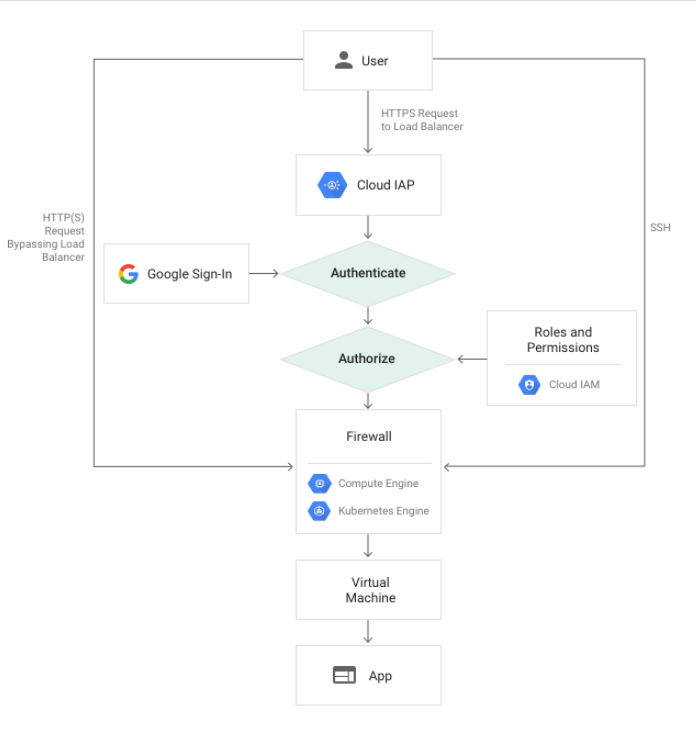 User
HTTPS Request
to Load Balancer
Cloud IAP
HTTP(S)
Request
Bypassing Load
Balancer
SSH
Google Sign-In
Authenticate
Roles and
Permissions
Authorize
Cloud IAM
Firewall
Compute Engine
Kubernetes Engine
Virtual
Machine
App